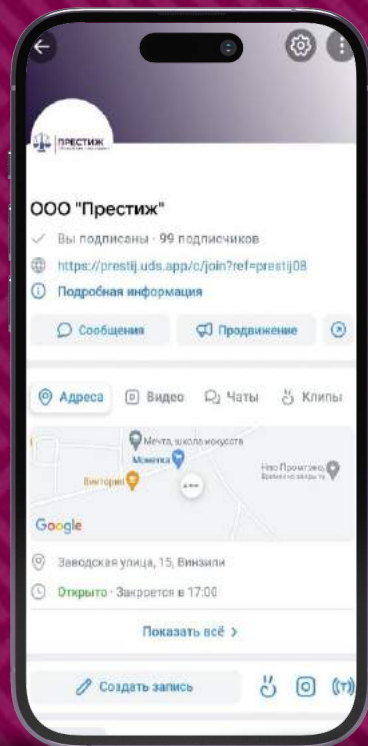 ПРЕСТИЖ
ООО "Престиж"
Вы подписаны · 99 подписчиков
https://prestij.uds.app/c/join?ref=prestij08
Подробная информация
Сообщения
Продвижение
Адреса
Видео
Чаты
Клипы
Мечта, школа искусств
Монетка
Виктория
Google
Заводская улица, 15, Винзили
Открыто · Закроется в 17:00
Показать всё >
Создать запись